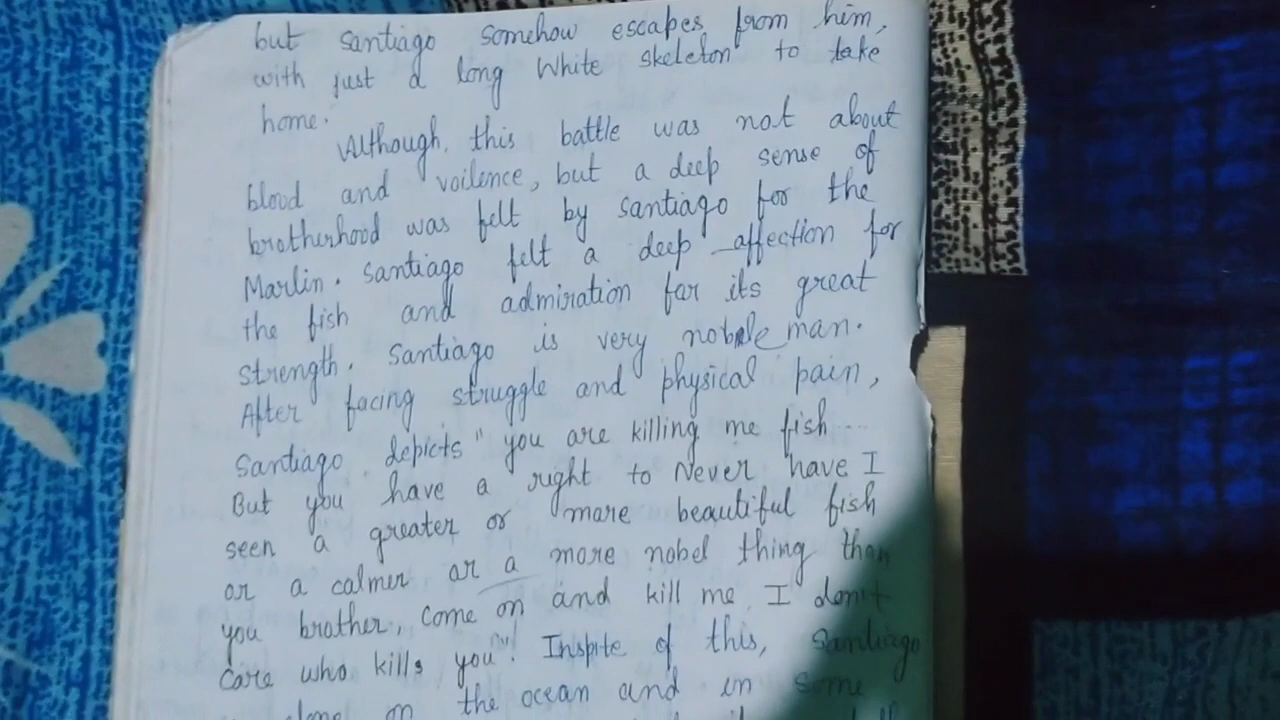 but santiago somehow escapes from him,
with just a long White skeleton to take
home.
Although, this battle was not about
blood and voilence, but a deep sense of
brotherhood was felt by santiago for the
Marlin. Santiago felt a deep affection for
the fish and admiration for its great
strength. Santiago is very noble man.
After facing struggle and physical pain,
Santiago depicts "you are killing me fish
But you have a right to Never have I
seen a greater or more beautiful fish
or a calmer or a more nobel thing than
you brother, come on and kill me, I don't
care who kills you". Inspite of this, Santiago
alone on the ocean and in some